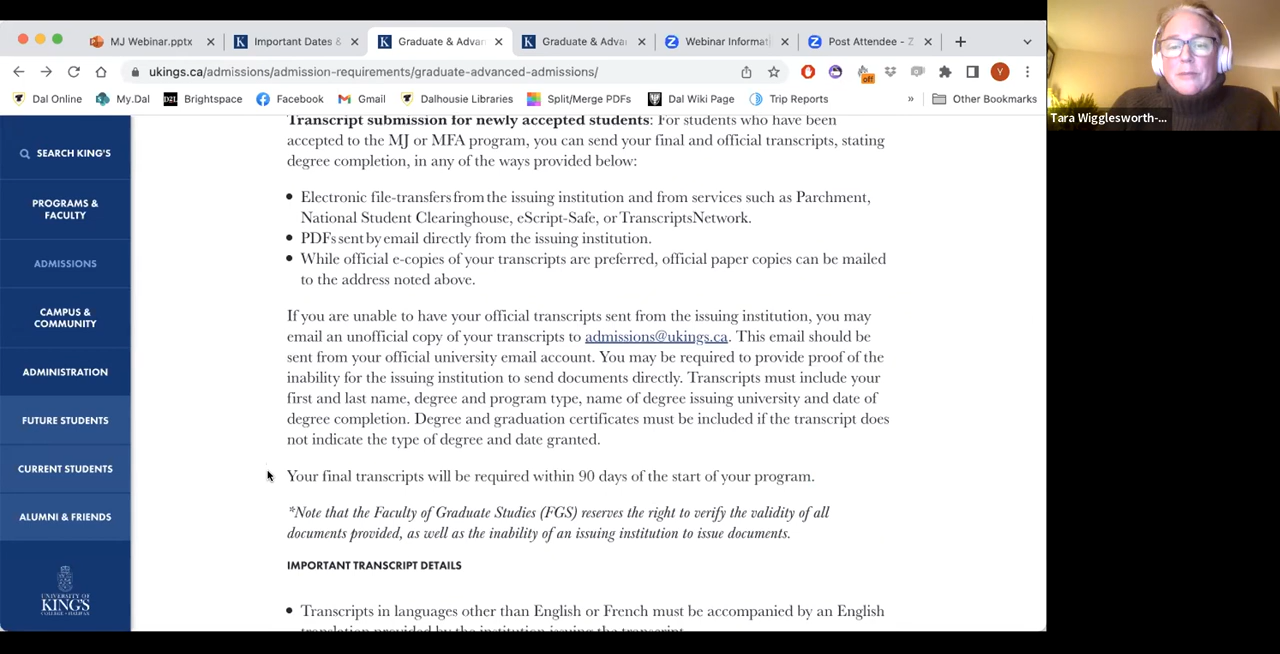 MJ Webinar.pptx
Important Dates &
Graduate & Advan
Graduate & Advan
Webinar Informat
Post Attendee - Z
ukings.ca/admissions/admission-requirements/graduate-advanced-admissions/
off
Y
Dal Online
My.Dal
D2L
Brightspace
Facebook
Gmail
Dalhousie Libraries
Split/Merge PDFs
Dal Wiki Page
Trip Reports
»
Other Bookmarks
Tara Wigglesworth-...
SEARCH KING'S
PROGRAMS &
FACULTY
ADMISSIONS
CAMPUS &
COMMUNITY
ADMINISTRATION
FUTURE STUDENTS
CURRENT STUDENTS
ALUMNI & FRIENDS
UNIVERSITY OF
KING'S
COLLEGE · HALIFAX
Transcript submission for newly accepted students: For students who have been
accepted to the MJ or MFA program, you can send your final and official transcripts, stating
degree completion, in any of the ways provided below:
• Electronic file-transfers from the issuing institution and from services such as Parchment,
National Student Clearinghouse, eScript-Safe, or TranscriptsNetwork.
• PDFs sent by email directly from the issuing institution.
• While official e-copies of your transcripts are preferred, official paper copies can be mailed
to the address noted above.
If you are unable to have your official transcripts sent from the issuing institution, you may
email an unofficial copy of your transcripts to admissions@ukings.ca. This email should be
sent from your official university email account. You may be required to provide proof of the
inability for the issuing institution to send documents directly. Transcripts must include your
first and last name, degree and program type, name of degree issuing university and date of
degree completion. Degree and graduation certificates must be included if the transcript does
not indicate the type of degree and date granted.
Your final transcripts will be required within 90 days of the start of your program.
*Note that the Faculty of Graduate Studies (FGS) reserves the right to verify the validity of all
documents provided, as well as the inability of an issuing institution to issue documents.
IMPORTANT TRANSCRIPT DETAILS
• Transcripts in languages other than English or French must be accompanied by an English
translation provided by the institution issuing the transcript.